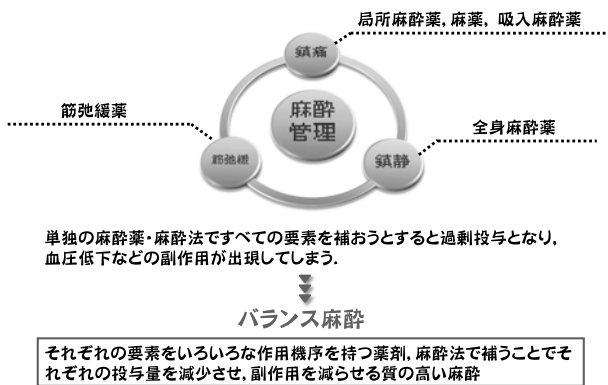 局所麻酔薬，麻薬，吸入麻酔薬
鎮痛
筋弛緩薬
麻酔
管理
全身麻酔薬
筋弛緩
鎮静
単独の麻酔薬・麻酔法ですべての要素を補おうとすると過剰投与となり，
血圧低下などの副作用が出現してしまう．
バランス麻酔
それぞれの要素をいろいろな作用機序を持つ薬剤，麻酔法で補うことでそ
れぞれの投与量を減少させ，副作用を減らせる質の高い麻酔